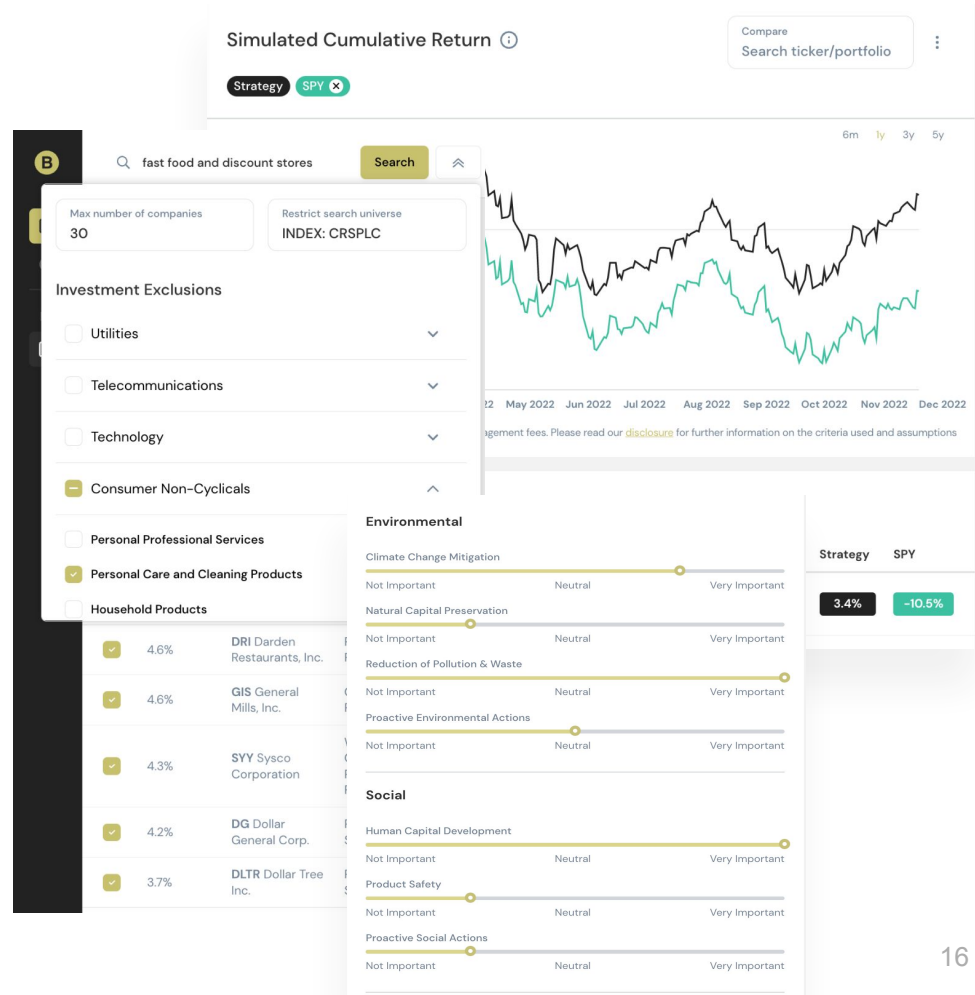 Simulated Cumulative Return
Compare
Search ticker/portfolio
Strategy
SPY
6m 1y 3y 5y
B
fast food and discount stores
Search
Max number of companies
30
Restrict search universe
INDEX: CRSPLC
Investment Exclusions
Utilities
Telecommunications
Technology
Consumer Non-Cyclicals
Personal Professional Services
Personal Care and Cleaning Products
Household Products
May 2022 Jun 2022 Jul 2022 Aug 2022 Sep 2022 Oct 2022 Nov 2022 Dec 2022
fees. Please read our disclosure for further information on the criteria used and assumptions
Strategy SPY
3.4% -10.5%
4.6%
DRI Darden
Restaurants, Inc.
4.6%
GIS General
Mills, Inc.
4.3%
SYY Sysco
Corporation
4.2%
DG Dollar
General Corp.
3.7%
DLTR Dollar Tree
Inc.
Environmental
Climate Change Mitigation
Not Important Neutral Very Important
Natural Capital Preservation
Not Important Neutral Very Important
Reduction of Pollution & Waste
Not Important Neutral Very Important
Proactive Environmental Actions
Not Important Neutral Very Important
Social
Human Capital Development
Not Important Neutral Very Important
Product Safety
Not Important Neutral Very Important
Proactive Social Actions
Not Important Neutral Very Important
16